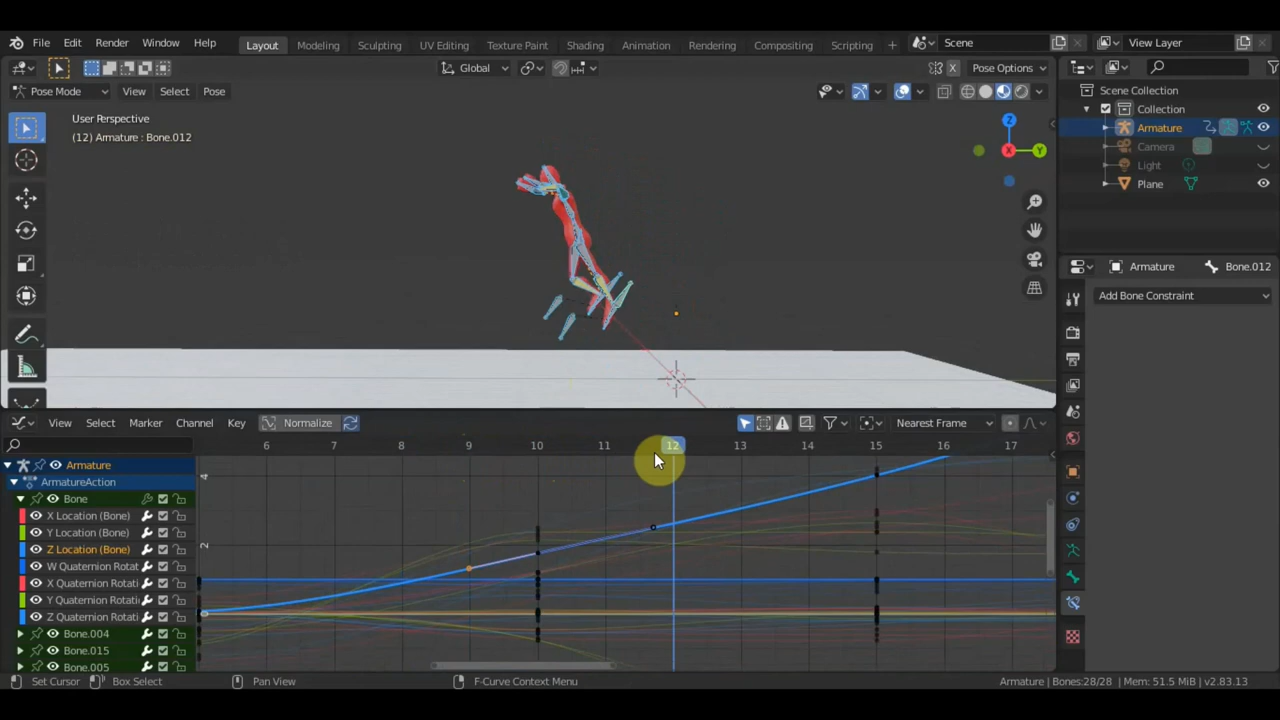 File Edit Render Window Help Layout Modeling Sculpting UV Editing Texture Paint Shading Animation Rendering Compositing Scripting + Scene View Layer
Global X Pose Options
Pose Mode View Select Pose
User Perspective
(12) Armature : Bone.012
Z
X
Y
Scene Collection
Collection
Armature
Camera
Light
Plane
Armature Bone.012
Add Bone Constraint
View Select Marker Channel Key Normalize Nearest Frame
6 7 8 9 10 11 12 13 14 15 16 17
4
2
0
Armature
ArmatureAction
Bone
X Location (Bone)
Y Location (Bone)
Z Location (Bone)
W Quaternion Rotat
X Quaternion Rotati
Y Quaternion Rotati
Z Quaternion Rotati
Bone.004
Bone.015
Bone.005
Set Cursor Box Select Pan View F-Curve Context Menu Armature | Bones:28/28 | Mem: 51.5 MiB | v2.83.13